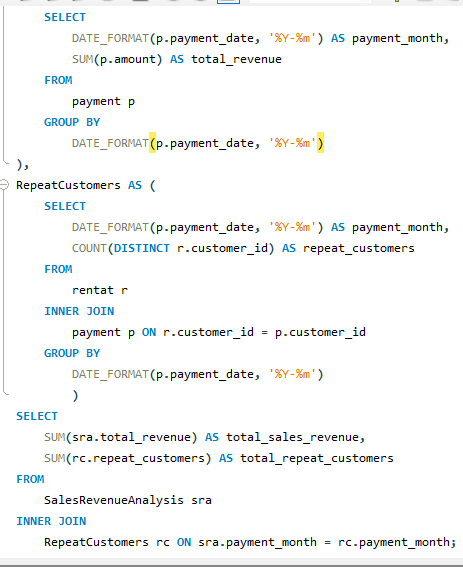 SELECT
DATE_FORMAT(p.payment_date, '%Y-%m') AS payment_month,
SUM(p.amount) AS total_revenue
FROM
payment p
GROUP BY
DATE_FORMAT(p.payment_date, '%Y-%m')
),
RepeatCustomers AS (
SELECT
DATE_FORMAT(p.payment_date, '%Y-%m') AS payment_month,
COUNT(DISTINCT r.customer_id) AS repeat_customers
FROM
rentat r
INNER JOIN
payment p ON r.customer_id = p.customer_id
GROUP BY
DATE_FORMAT(p.payment_date, '%Y-%m')
)
SELECT
SUM(sra.total_revenue) AS total_sales_revenue,
SUM(rc.repeat_customers) AS total_repeat_customers
FROM
SalesRevenueAnalysis sra
INNER JOIN
RepeatCustomers rc ON sra.payment_month = rc.payment_month;